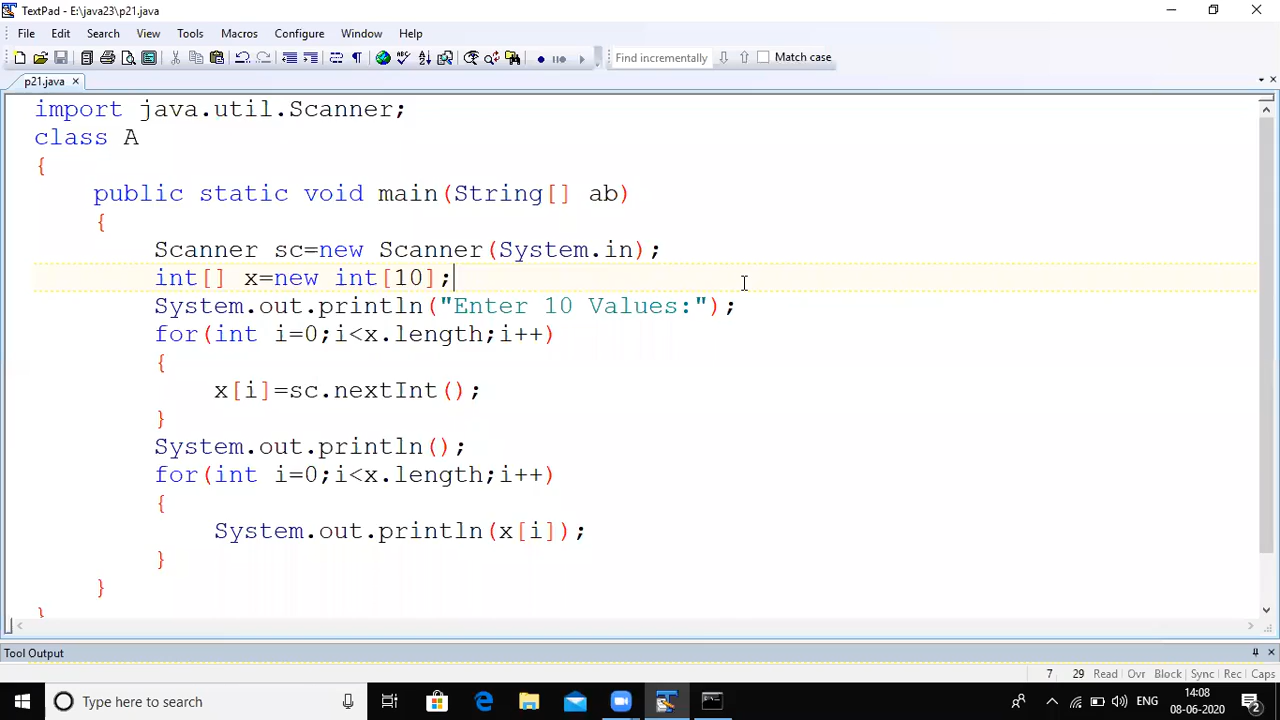 TextPad - E:\java23\p21.java
File Edit Search View Tools Macros Configure Window Help
Find incrementally Match case
p21.java
import java.util.Scanner;
class A
{
public static void main(String[] ab)
{
Scanner sc=new Scanner(System.in);
int[] x=new int[10];
System.out.println("Enter 10 Values:");
for(int i=0;i<x.length;i++)
{
x[i]=sc.nextInt();
}
System.out.println();
for(int i=0;i<x.length;i++)
{
System.out.println(x[i]);
}
}
}
Tool Output
7 29 Read Ovr Block Sync Rec Caps
Type here to search
ENG
14:08
08-06-2020
2